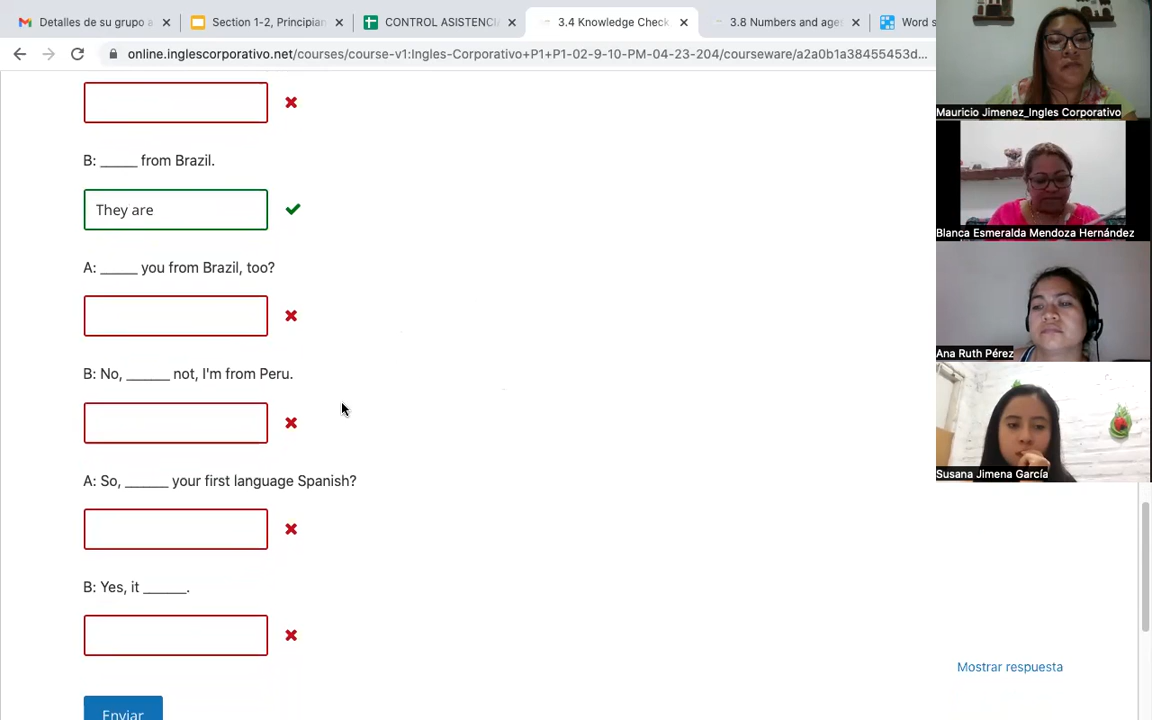 Detalles de su grupo a
Section 1-2, Principian
CONTROL ASISTENCI
3.4 Knowledge Check
3.8 Numbers and ages
Word s
online.inglescorporativo.net/courses/course-v1:Ingles-Corporativo+P1+P1-02-9-10-PM-04-23-204/courseware/a2a0b1a38455453d...
B: _____ from Brazil.
They are
A: _____ you from Brazil, too?
B: No, ______ not, I'm from Peru.
A: So, ______ your first language Spanish?
B: Yes, it ______.
Mostrar respuesta
Enviar
Mauricio Jimenez_Ingles Corporativo
Blanca Esmeralda Mendoza Hernández
Ana Ruth Pérez
Susana Jimena García